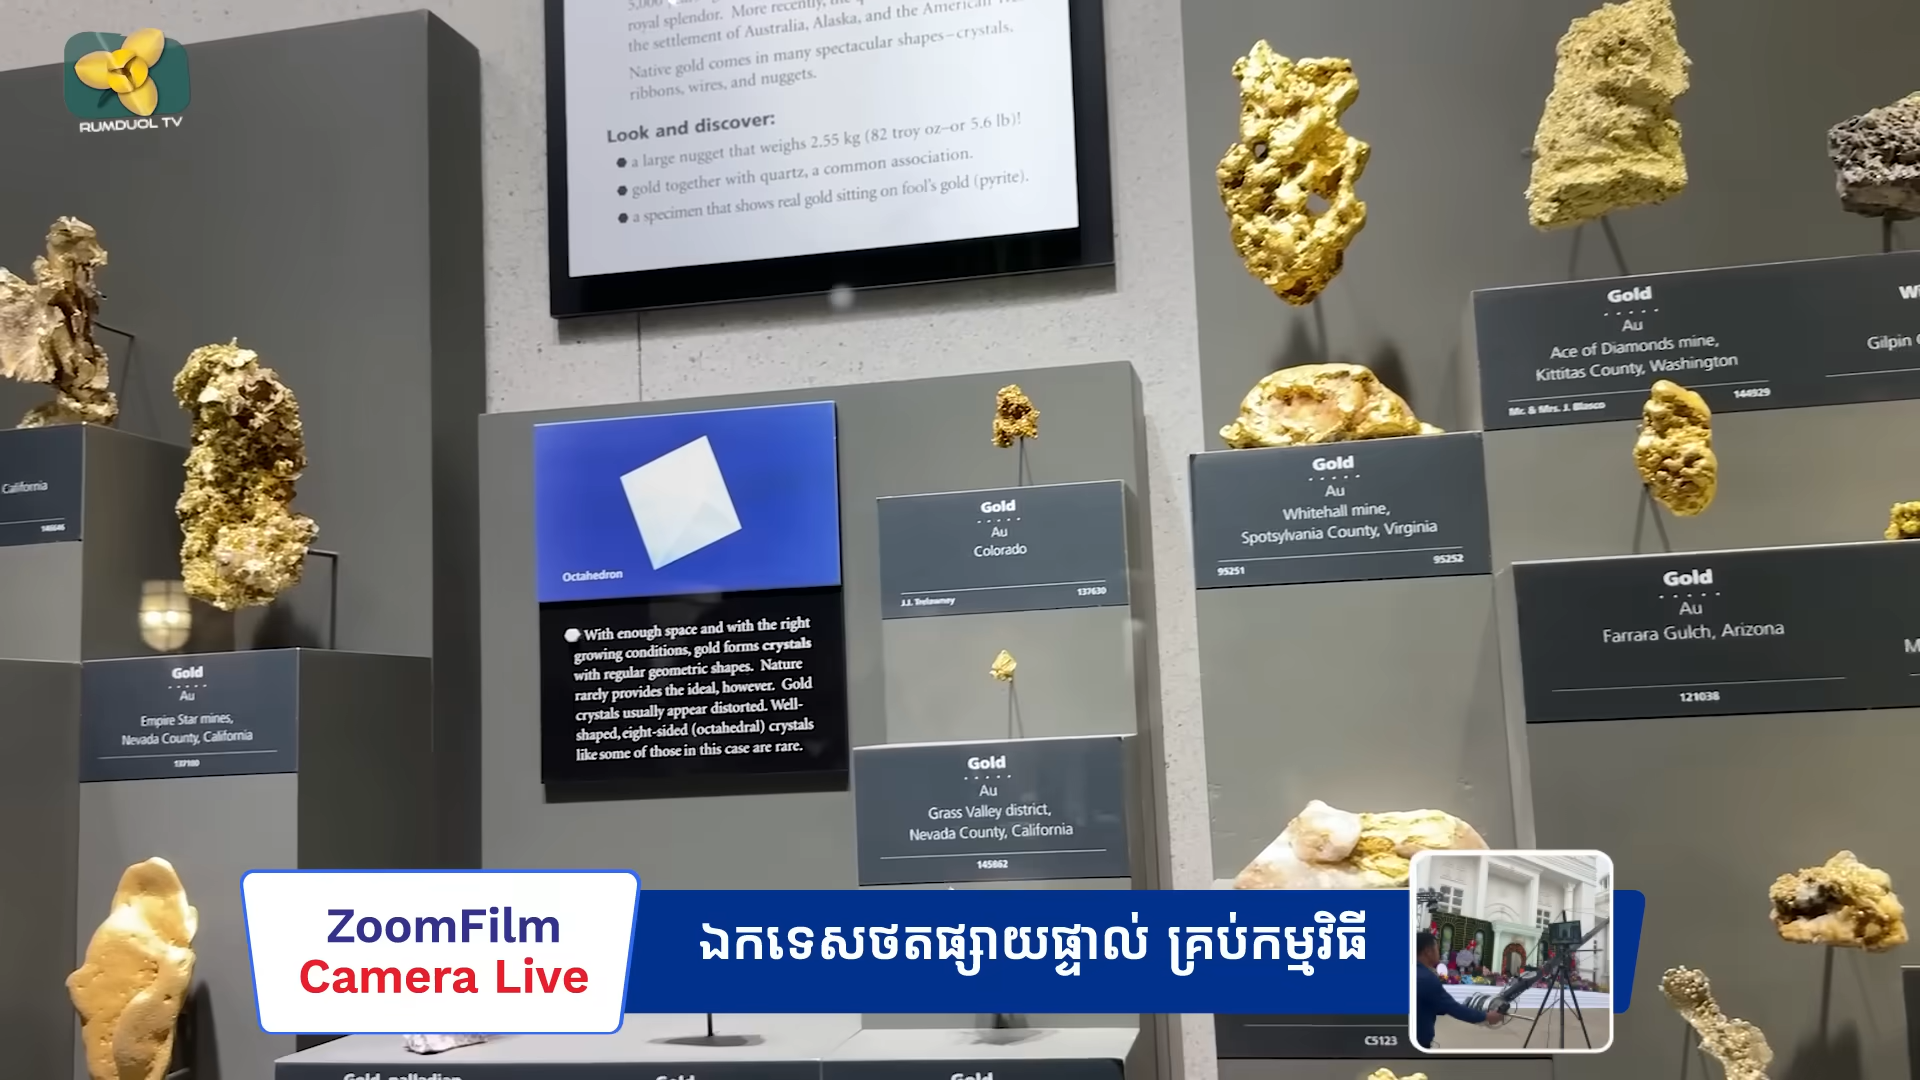 RUMDUOL TV
royal splendor. More recently, the
the settlement of Australia, Alaska, and the American
Native gold comes in many spectacular shapes–crystals,
ribbons, wires, and nuggets.
Look and discover:
a large nugget that weighs 2.55 kg (82 troy oz–or 5.6 lb)!
gold together with quartz, a common association.
a specimen that shows real gold sitting on fool's gold (pyrite).
California
Gold
Au
Empire Star mines,
Nevada County, California
137180
Octahedron
With enough space and with the right
growing conditions, gold forms crystals
with regular geometric shapes. Nature
rarely provides the ideal, however. Gold
crystals usually appear distorted. Well-
shaped, eight-sided (octahedral) crystals
like some of those in this case are rare.
Gold
Au
Colorado
J.J. Trelawney
137630
Gold
Au
Grass Valley district,
Nevada County, California
145862
Gold
Au
Whitehall mine,
Spotsylvania County, Virginia
95251
95252
Gold
Au
Ace of Diamonds mine,
Kittitas County, Washington
Mr. & Mrs. J. Blasco
144929
Gilpin
Gold
Au
Farrara Gulch, Arizona
121038
C5123
ZoomFilm
Camera Live
ឯកទេសថតផ្សាយផ្ទាល់ គ្រប់កម្មវិធី
Gold
Gold